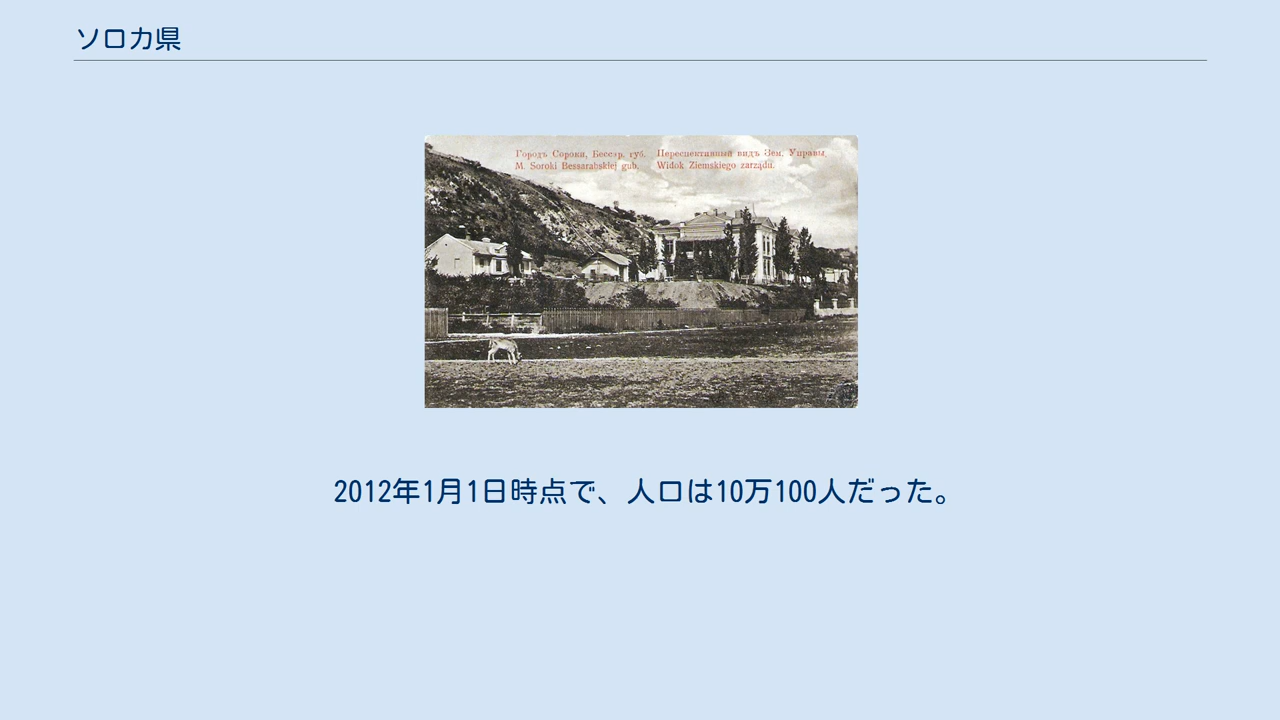 ソロカ県
Городъ Сороки, Бессар. губ. Перспективный видъ Зем. Управы.
M. Soroki Bessarabskiej gub. Widok Ziemskiego zarządu.
2012年1月1日時点で、人口は10万100人だった。